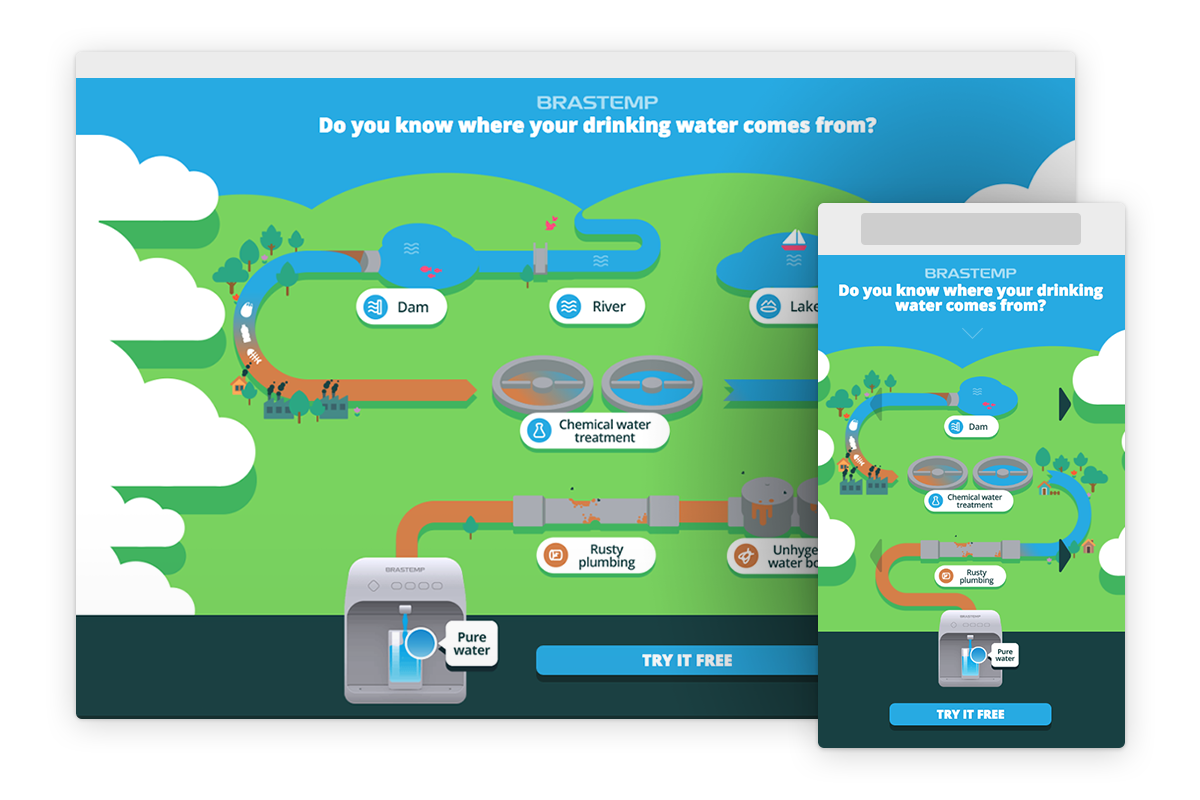 BRASTEMP
Do you know where your drinking water comes from?
Dam
River
Lake
Chemical water
treatment
Rusty
plumbing
water
BRASTEMP
Pure
water
TRY IT FREE
BRASTEMP
Do you know where your drinking
water comes from?
Dam
Chemical water
treatment
Rusty
plumbing
Pure
water
TRY IT FREE